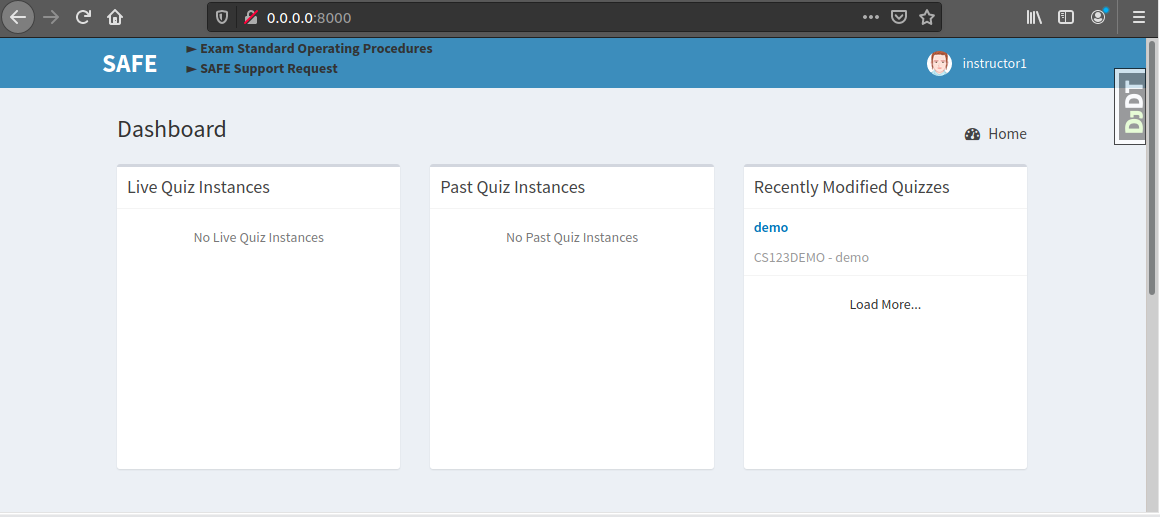 0.0.0.0:8000
SAFE
► Exam Standard Operating Procedures
► SAFE Support Request
instructor1
DJDT
Dashboard
Home
Live Quiz Instances
No Live Quiz Instances
Past Quiz Instances
No Past Quiz Instances
Recently Modified Quizzes
demo
CS123DEMO - demo
Load More...